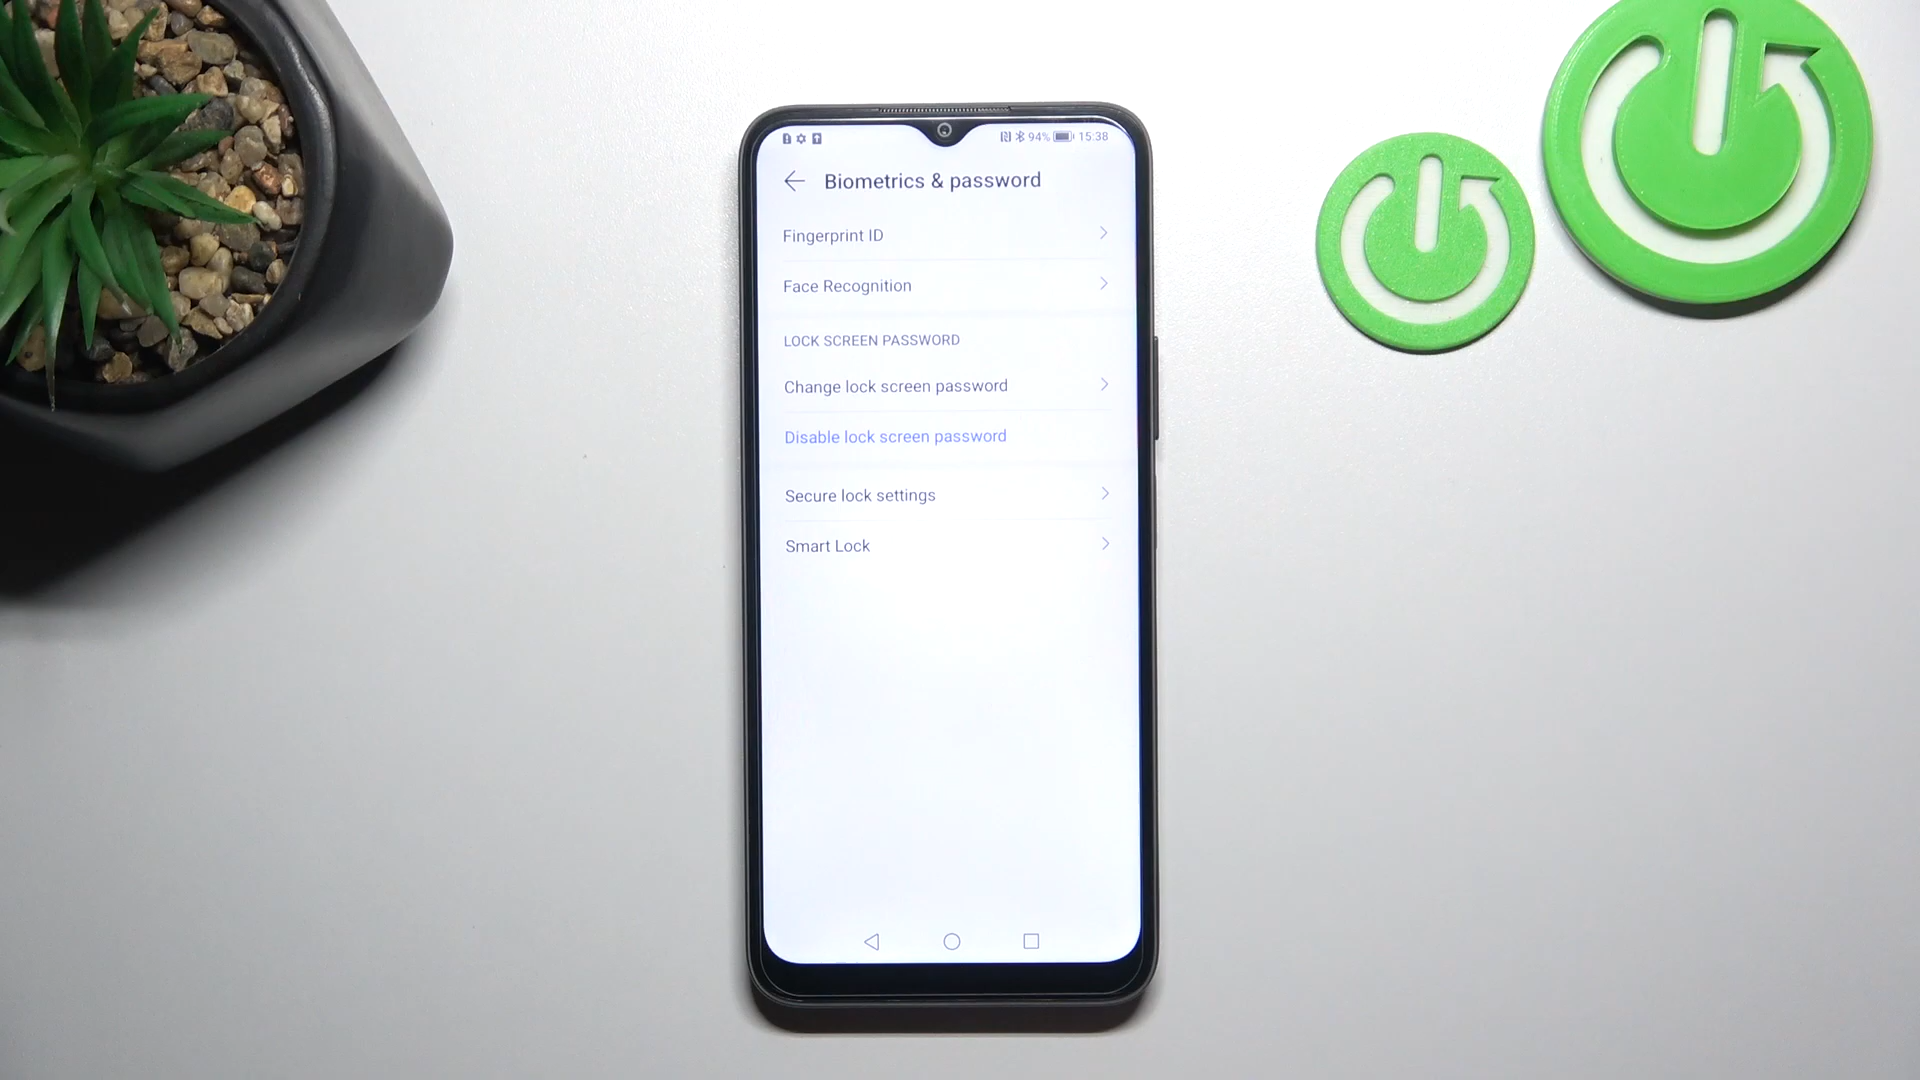 94% 15:38
Biometrics & password
Fingerprint ID
Face Recognition
LOCK SCREEN PASSWORD
Change lock screen password
Disable lock screen password
Secure lock settings
Smart Lock